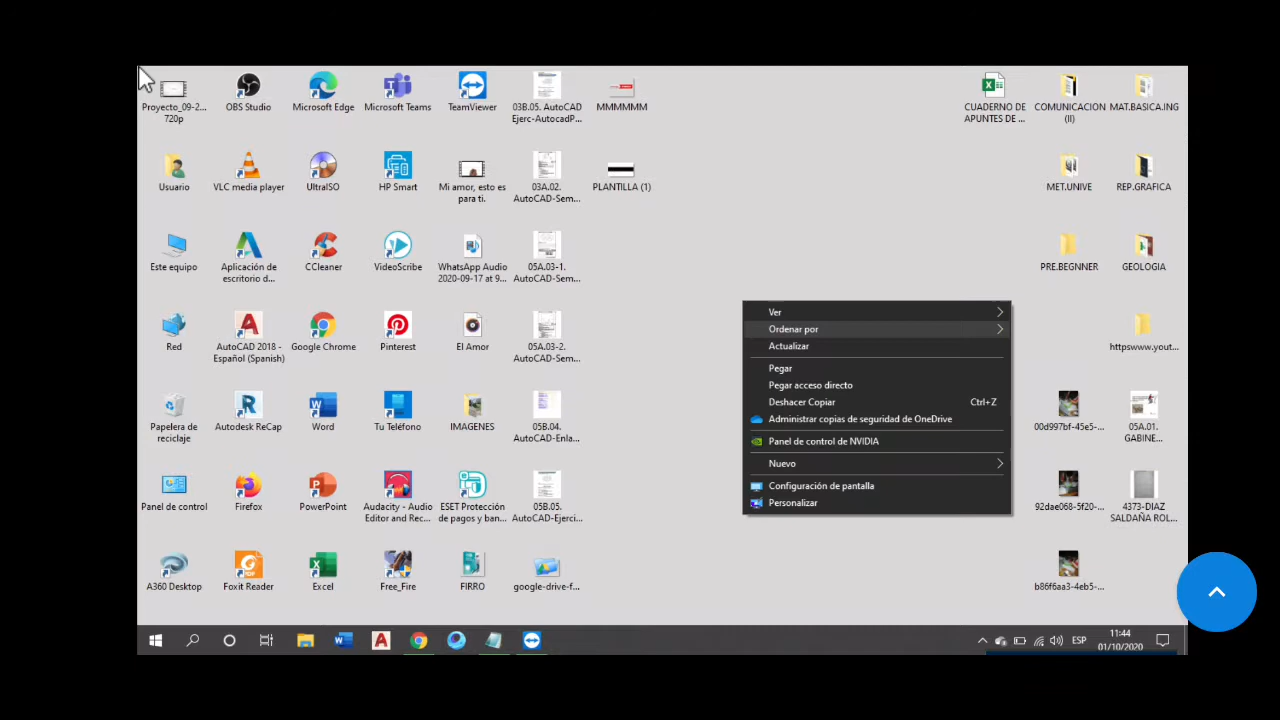 Proyecto_09-2...
720p
OBS Studio
Microsoft Edge
Microsoft Teams
TeamViewer
03B.05. AutoCAD
Ejerc-AutocadP...
MMMMMM
CUADERNO DE
APUNTES DE ...
COMUNICACION
(II)
MAT.BASICA.ING
Usuario
VLC media player
UltraISO
HP Smart
Mi amor, esto es
para ti.
03A.02.
AutoCAD-Sem...
PLANTILLA (1)
MET.UNIVE
REP.GRAFICA
Este equipo
Aplicación de
escritorio d...
CCleaner
VideoScribe
WhatsApp Audio
2020-09-17 at 9...
05A.03-1.
AutoCAD-Sem...
PRE.BEGNNER
GEOLOGIA
Red
AutoCAD 2018 -
Español (Spanish)
Google Chrome
Pinterest
El Amor
05A.03-2.
AutoCAD-Sem...
httpswww.yout...
Papelera de
reciclaje
Autodesk ReCap
Word
Tu Teléfono
IMAGENES
05B.04.
AutoCAD-Enla...
00d997bf-45e5-...
05A.01.
GABINE...
Panel de control
Firefox
PowerPoint
Audacity - Audio
Editor and Rec...
ESET Protección
de pagos y ban...
05B.05.
AutoCAD-Ejerci...
92dae068-5f20-...
4373-DIAZ
SALDAÑA ROL...
A360 Desktop
Foxit Reader
Excel
Free_Fire
FIRRO
google-drive-f...
b86f6aa3-4eb5-...
Ver
Ordenar por
Actualizar
Pegar
Pegar acceso directo
Deshacer Copiar Ctrl+Z
Administrar copias de seguridad de OneDrive
Panel de control de NVIDIA
Nuevo
Configuración de pantalla
Personalizar
ESP
11:44
01/10/2020